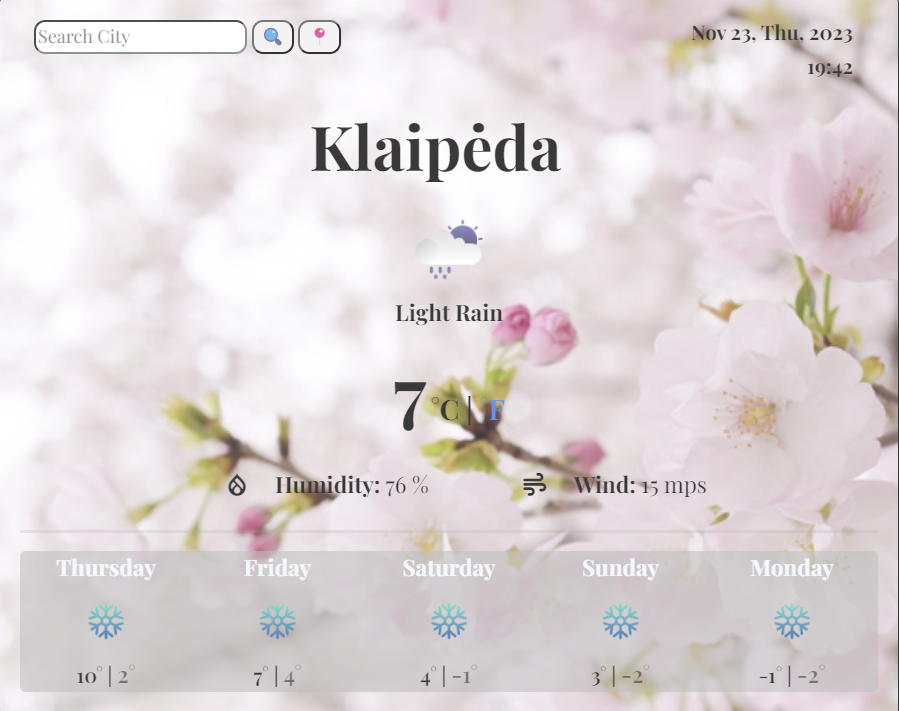 Search City
Nov 23, Thu, 2023
19:42
Klaipėda
Light Rain
7 °C | °F
Humidity: 76 % Wind: 15 mps
Thursday Friday Saturday Sunday Monday
10° | 2° 7° | 4° 4° | -1° 3° | -2° -1° | -2°